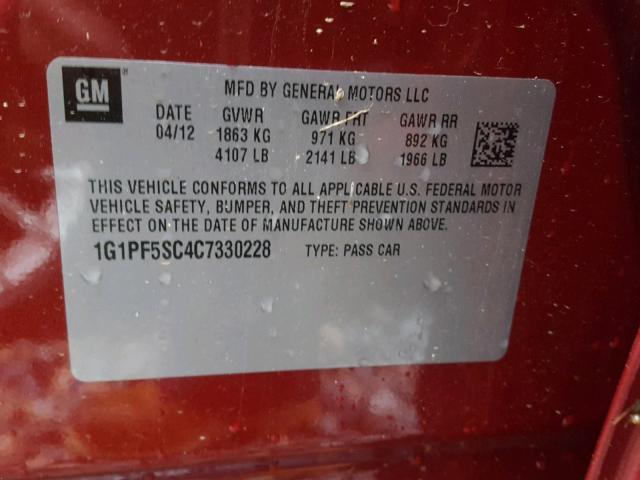 GM
MFD BY GENERAL MOTORS LLC
DATE GVWR GAWR FRT GAWR RR
04/12 1863 KG 971 KG 892 KG
4107 LB 2141 LB 1966 LB
THIS VEHICLE CONFORMS TO ALL APPLICABLE U.S. FEDERAL MOTOR
VEHICLE SAFETY, BUMPER, AND THEFT PREVENTION STANDARDS IN
EFFECT ON THE DATE OF MANUFACTURE SHOWN ABOVE.
1G1PF5SC4C7330228 TYPE: PASS CAR